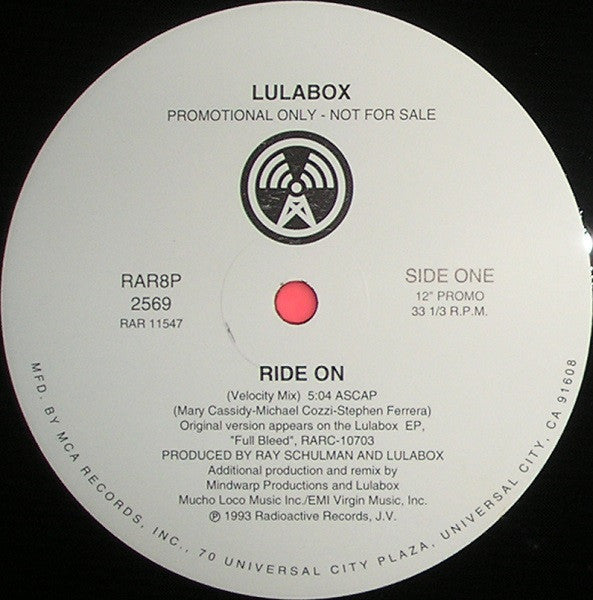 LULABOX
PROMOTIONAL ONLY - NOT FOR SALE
RAR8P
2569
RAR 11547
SIDE ONE
12" PROMO
33 1/3 R.P.M.
RIDE ON
(Velocity Mix) 5:04 ASCAP
(Mary Cassidy-Michael Cozzi-Stephen Ferrera)
Original version appears on the Lulabox EP,
"Full Bleed", RARC-10703
PRODUCED BY RAY SCHULMAN AND LULABOX
Additional production and remix by
Mindwarp Productions and Lulabox
Mucho Loco Music Inc./EMI Virgin Music, Inc.
℗ 1993 Radioactive Records, J.V.
MFD. BY MCA RECORDS, INC., 70 UNIVERSAL CITY PLAZA, UNIVERSAL CITY, CA 91608